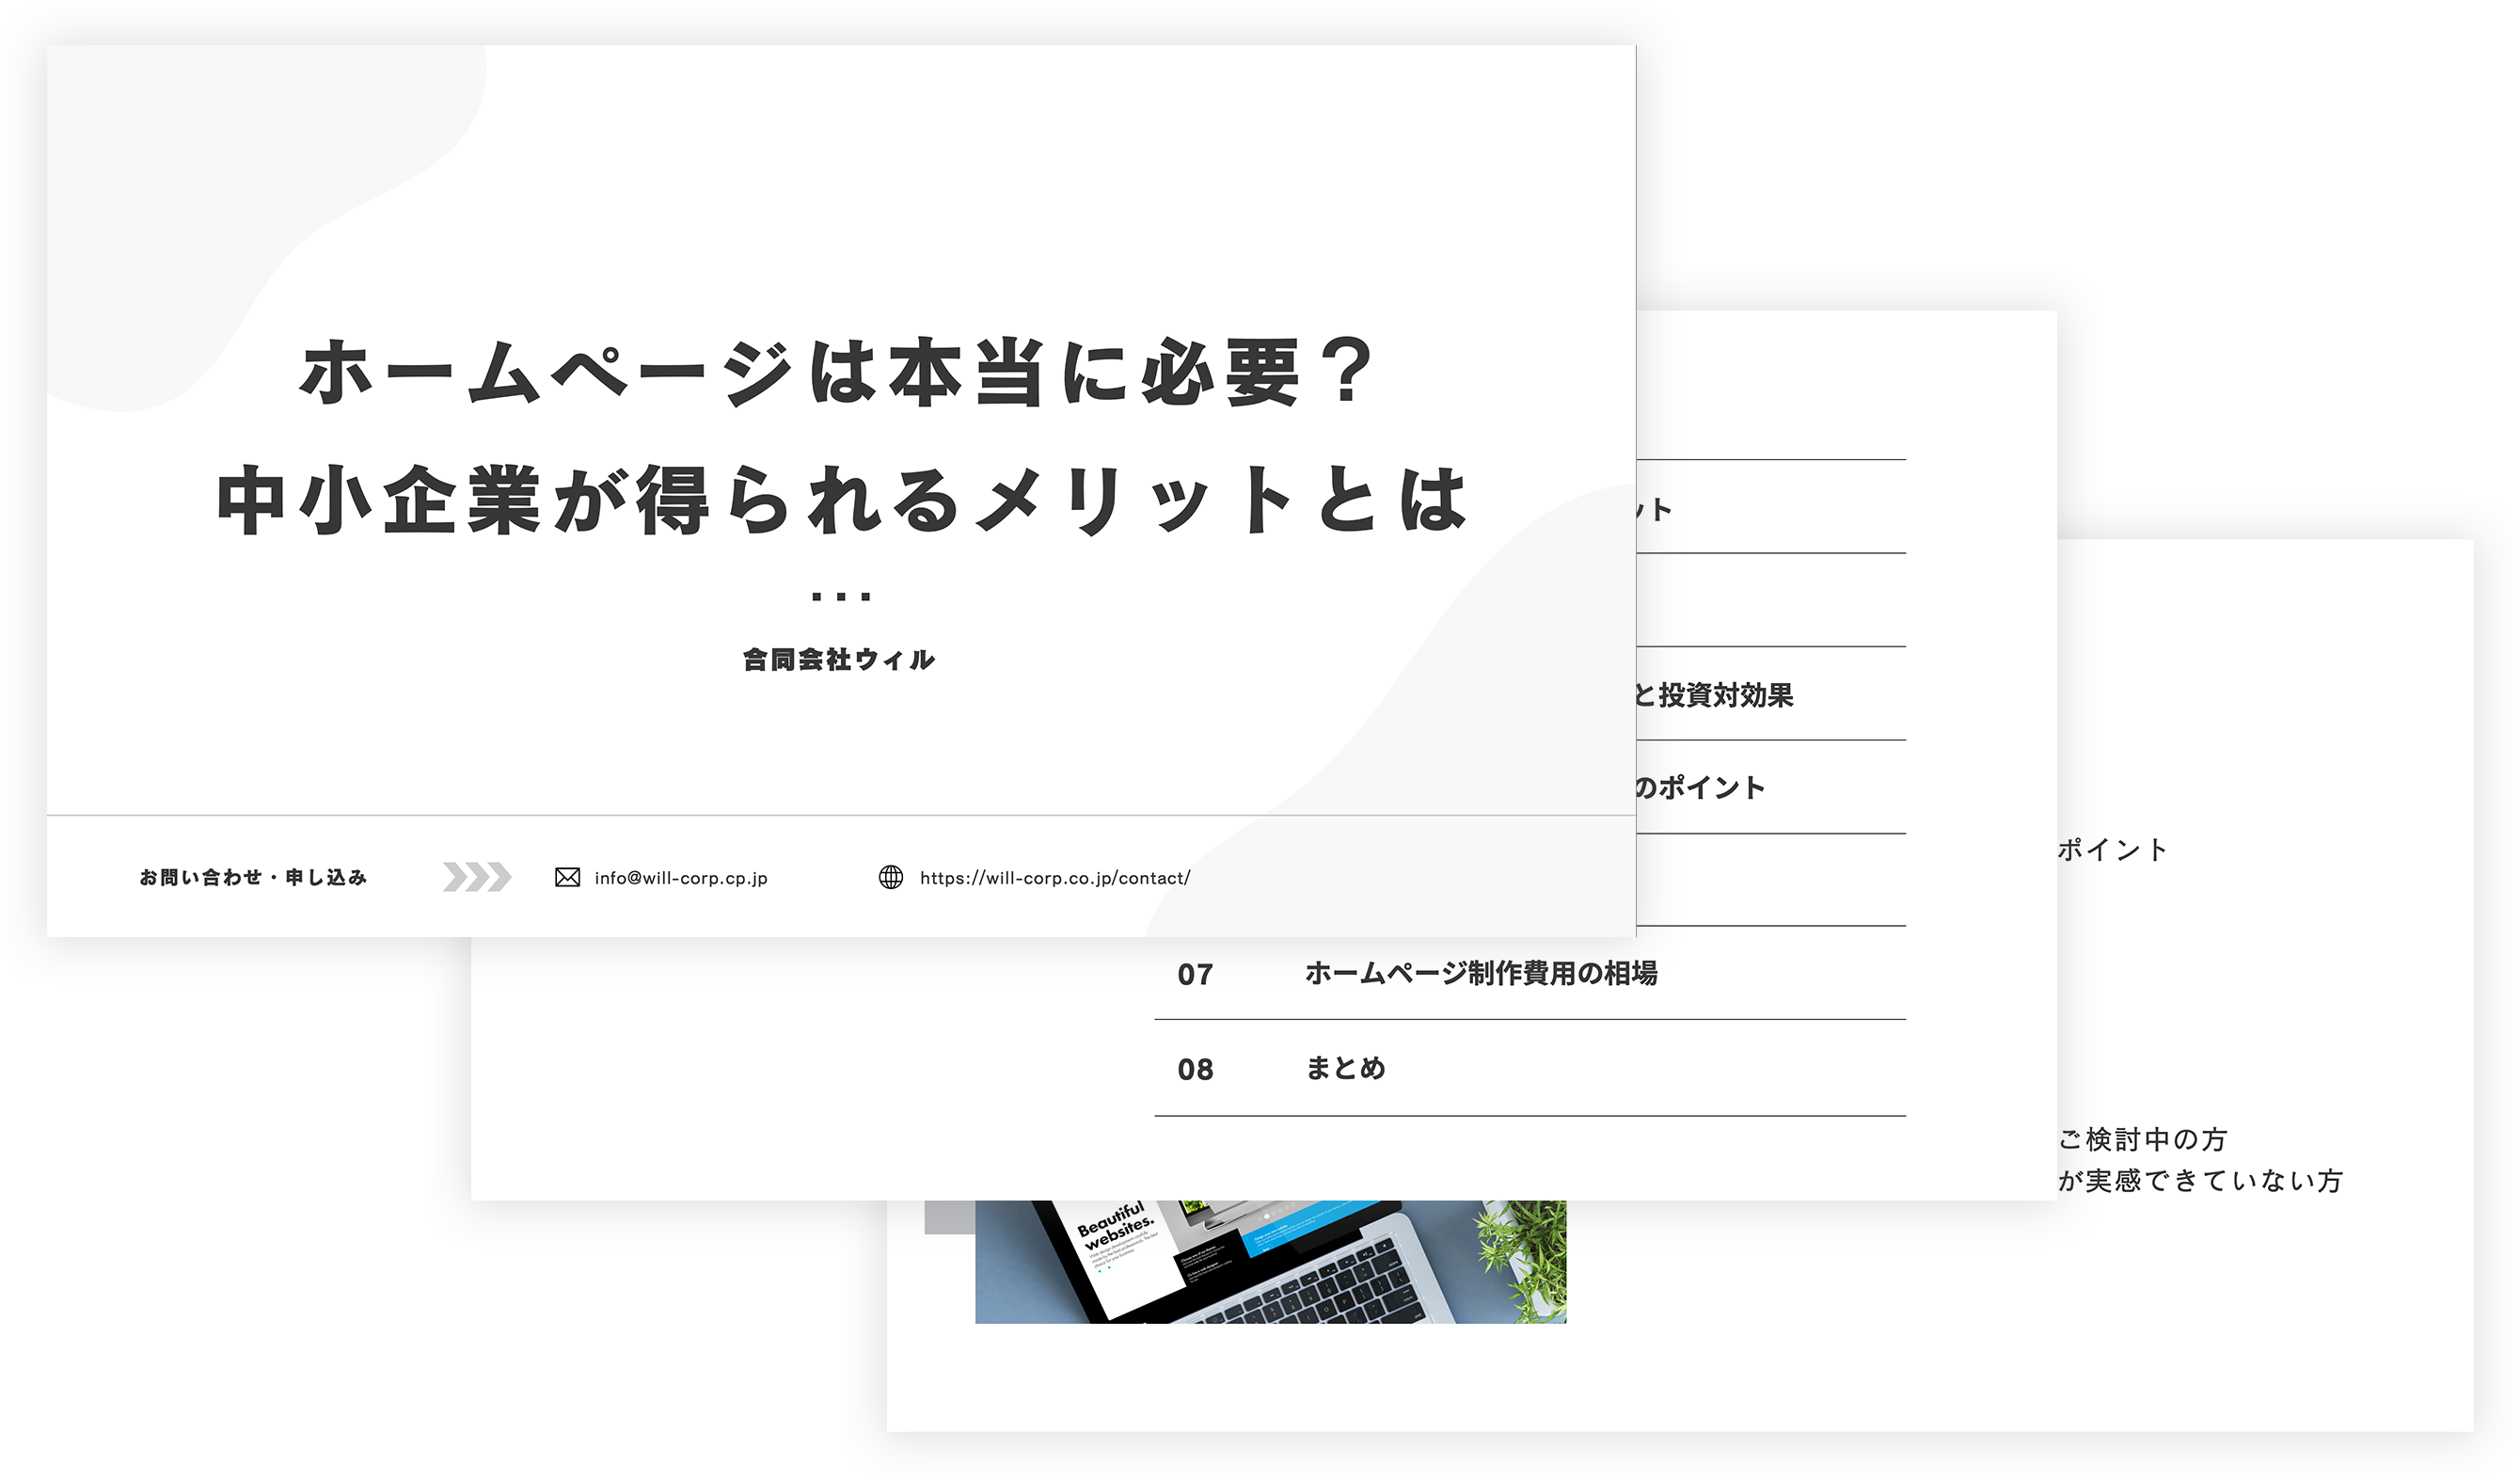 ホームページは本当に必要？
中小企業が得られるメリットとは
...
合同会社ウィル
お問い合わせ・申し込み
info@will-corp.cp.jp
https://will-corp.co.jp/contact/
ット
と投資対効果
のポイント
07 ホームページ制作費用の相場
08 まとめ
ポイント
ご検討中の方
が実感できていない方
Beautiful
websites.